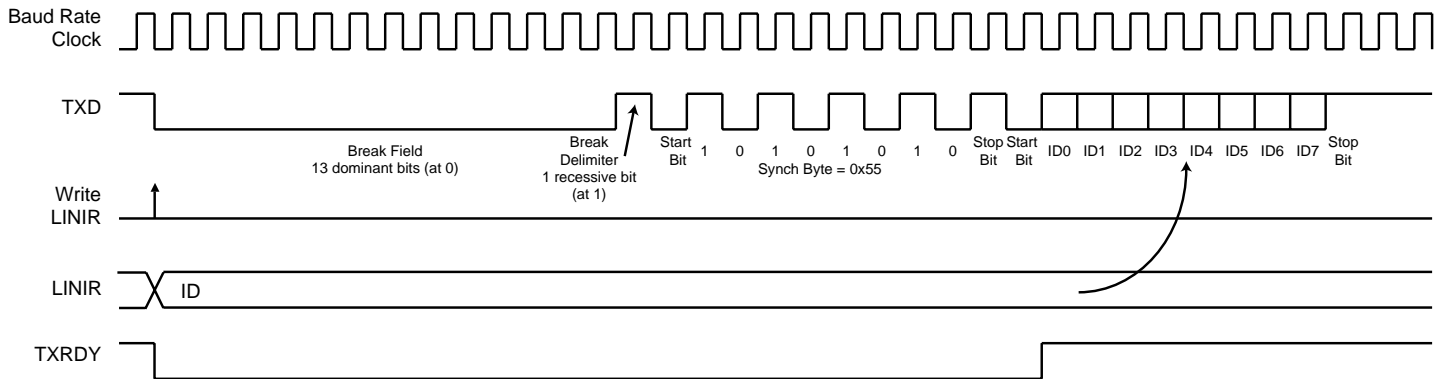 Baud Rate
Clock
TXD
Break Field
13 dominant bits (at 0)
Break
Delimiter
1 recessive bit
(at 1)
Start
Bit
1 0 1 0 1 0 1 0
Synch Byte = 0x55
Stop
Bit
Start
Bit
ID0 ID1 ID2 ID3 ID4 ID5 ID6 ID7
Stop
Bit
Write
LINIR
LINIR
ID
TXRDY